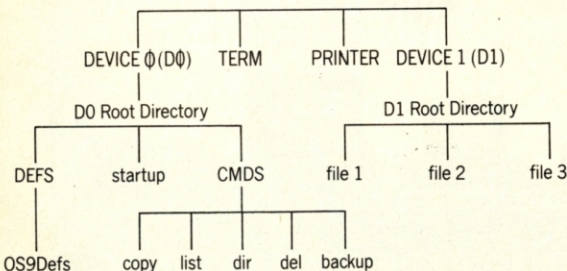 DEVICE ϕ(Dϕ) TERM PRINTER DEVICE 1 (D1)
D0 Root Directory D1 Root Directory
DEFS startup CMDS file 1 file 2 file 3
OS9Defs copy list dir del backup